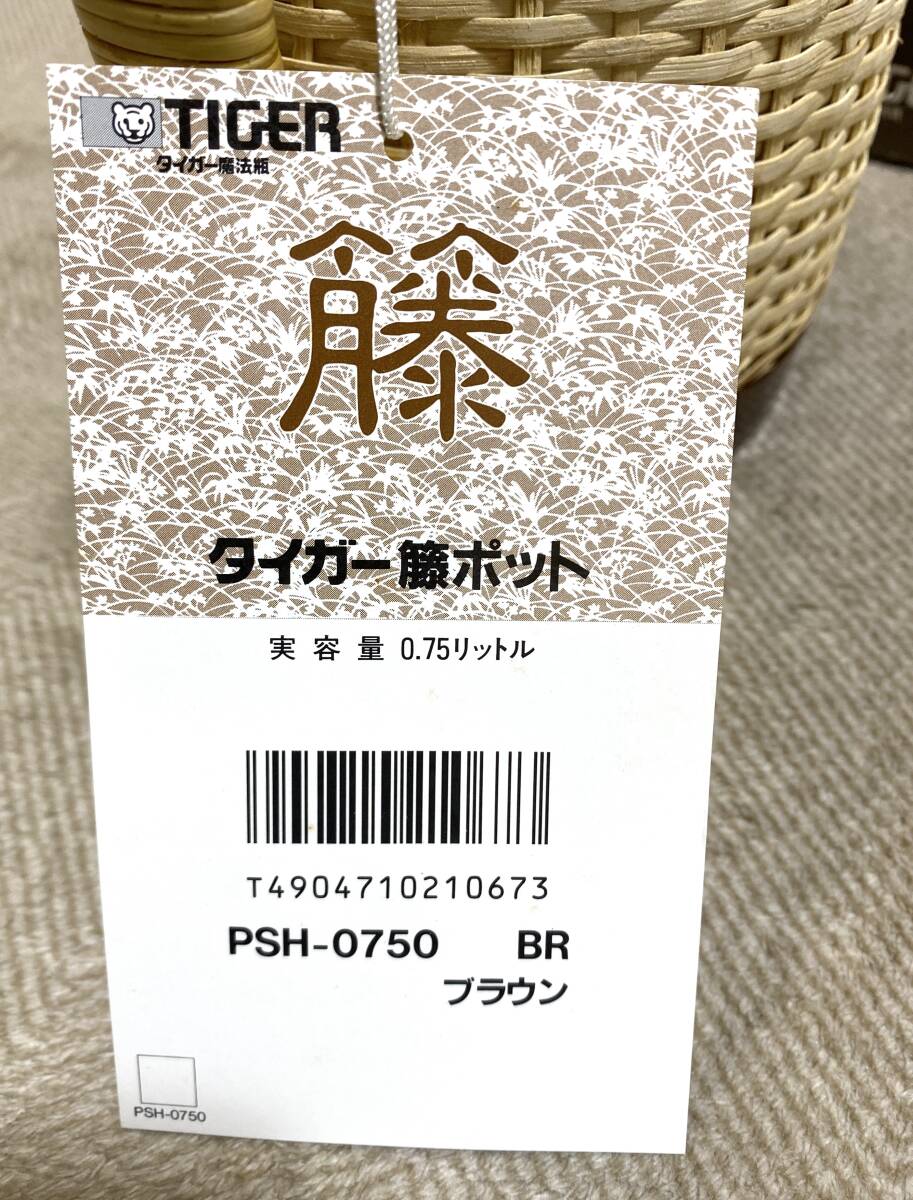 TIGER
タイガー魔法瓶
籐
タイガー籐ポット
実容量 0.75リットル
T4904710210673
PSH-0750 BR
ブラウン
PSH-0750